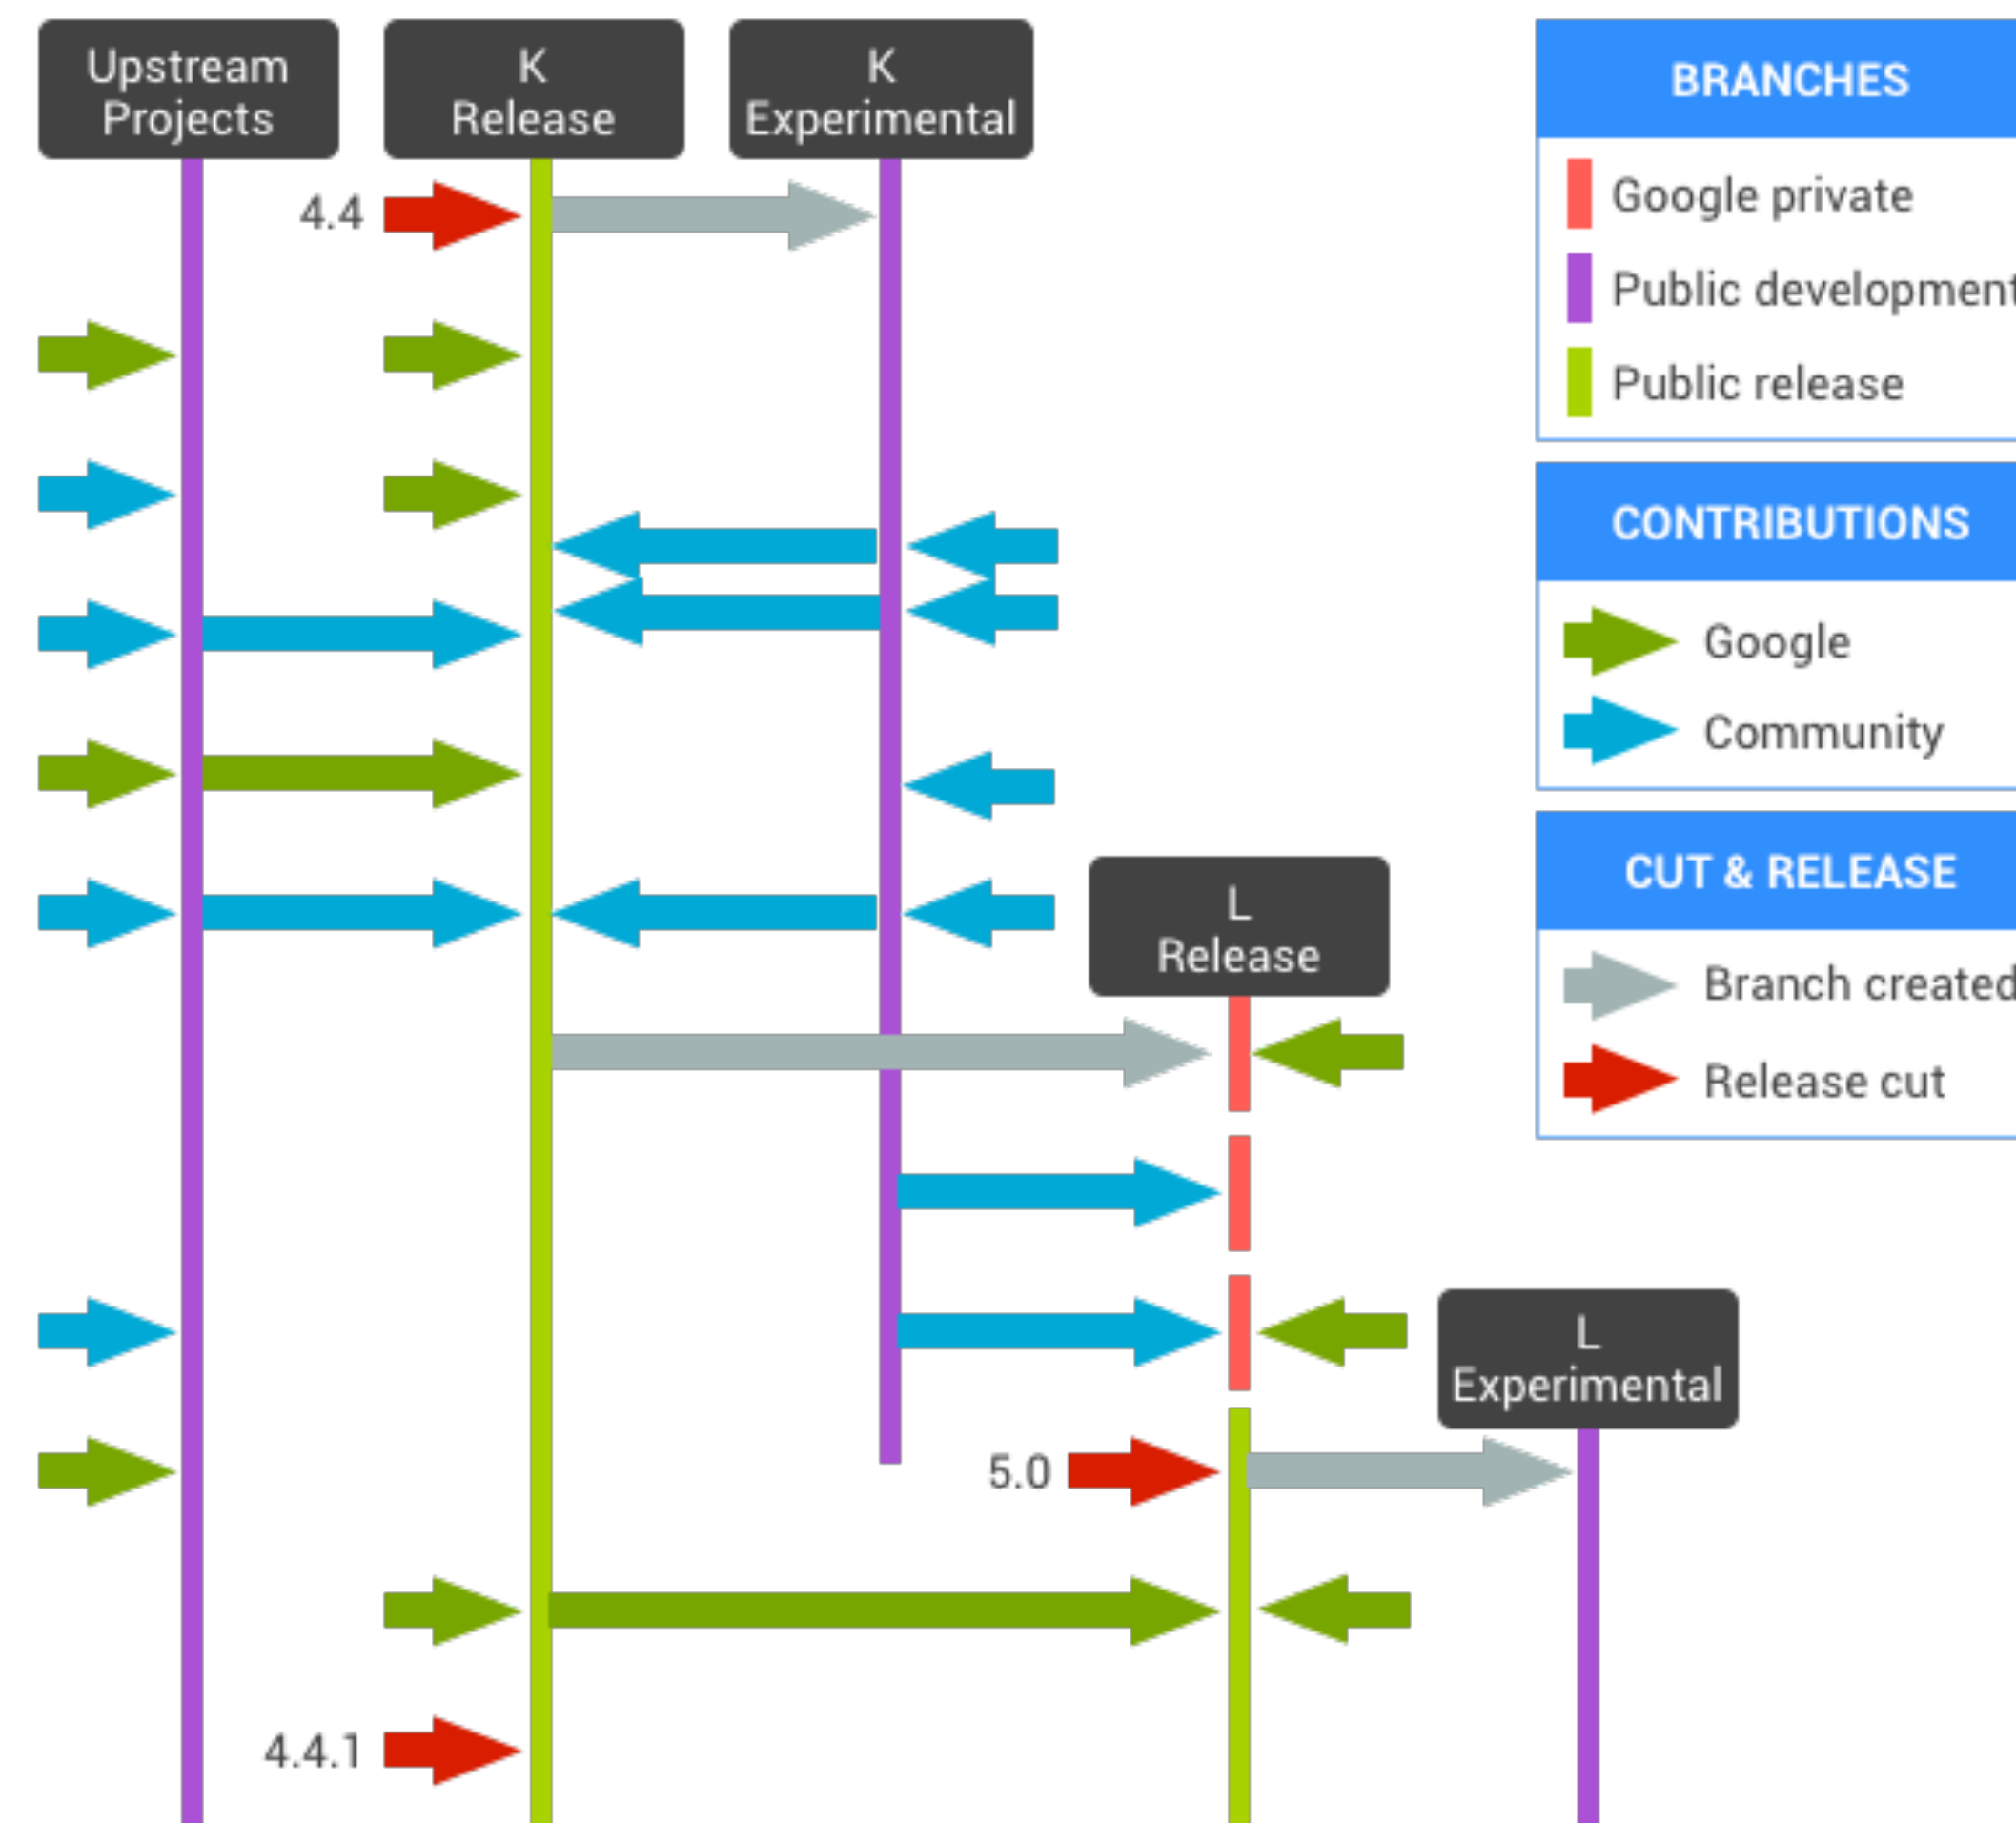 Upstream
Projects
K
Release
K
Experimental
4.4
L
Release
L
Experimental
5.0
4.4.1
BRANCHES
Google private
Public development
Public release
CONTRIBUTIONS
Google
Community
CUT & RELEASE
Branch created
Release cut